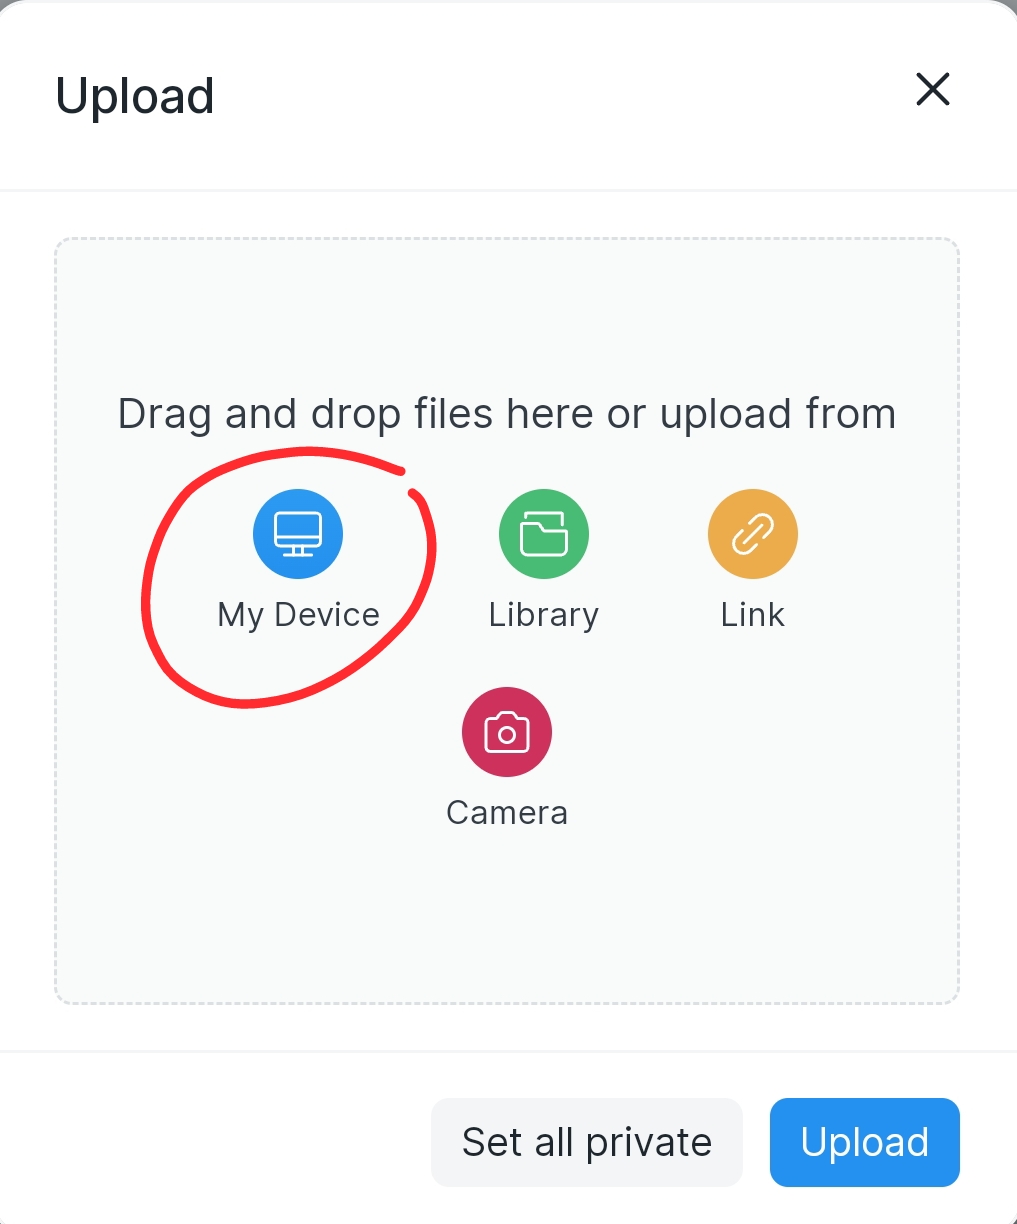 Upload
Drag and drop files here or upload from
My Device
Library
Link
Camera
Set all private
Upload